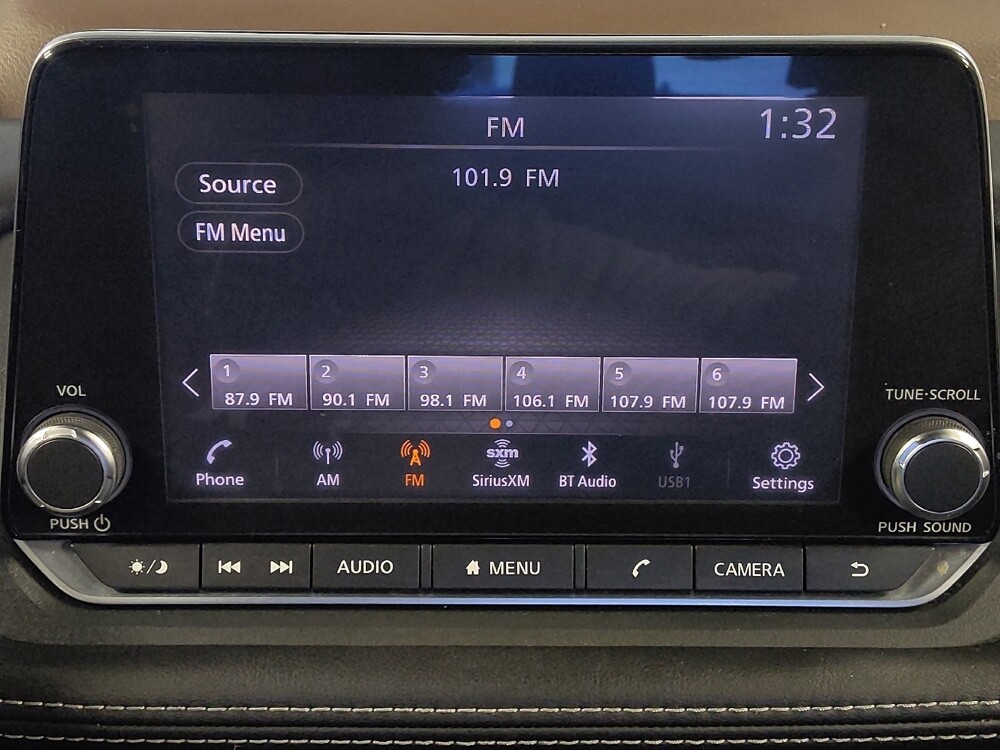 FM
1:32
Source
101.9 FM
FM Menu
1 2 3 4 5 6
87.9 FM 90.1 FM 98.1 FM 106.1 FM 107.9 FM 107.9 FM
VOL
TUNE·SCROLL
sxm
Phone AM FM SiriusXM BT Audio USB1 Settings
PUSH
PUSH SOUND
AUDIO MENU CAMERA